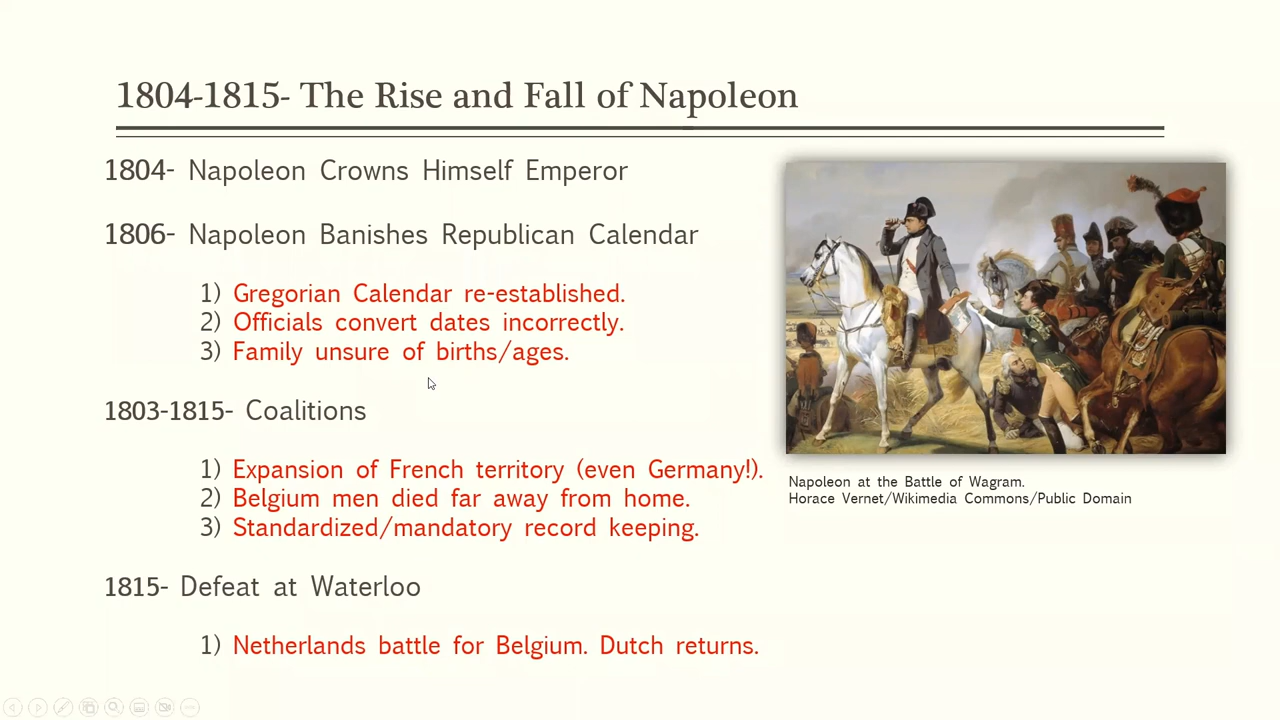 1804-1815- The Rise and Fall of Napoleon
1804- Napoleon Crowns Himself Emperor
1806- Napoleon Banishes Republican Calendar
1) Gregorian Calendar re-established.
2) Officials convert dates incorrectly.
3) Family unsure of births/ages.
1803-1815- Coalitions
1) Expansion of French territory (even Germany!).
2) Belgium men died far away from home.
3) Standardized/mandatory record keeping.
1815- Defeat at Waterloo
1) Netherlands battle for Belgium. Dutch returns.
Napoleon at the Battle of Wagram.
Horace Vernet/Wikimedia Commons/Public Domain